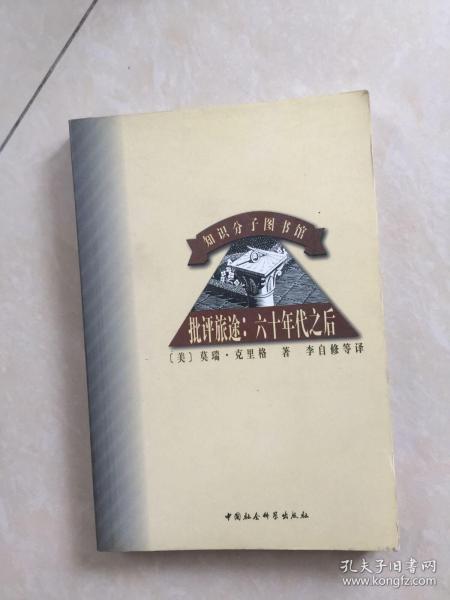 知识分子图书馆
批评旅途：六十年代之后
〔美〕莫瑞·克里格 著 李自修等译
中国社会科学出版社
孔夫子旧书网
www.kongfz.com